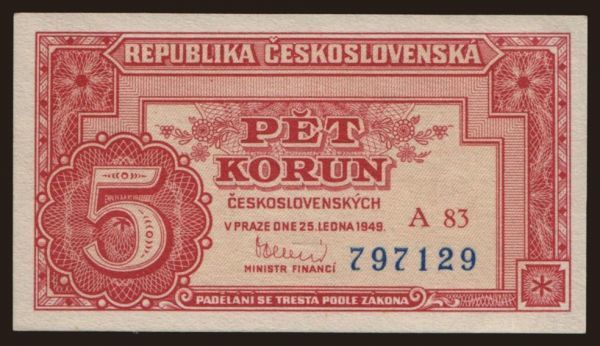 REPUBLIKA ČESKOSLOVENSKÁ
PĚT
KORUN
ČESKOSLOVENSKÝCH
V PRAZE DNE 25. LEDNA 1949.
A 83
MINISTR FINANCÍ
797129
5
PADĚLÁNÍ SE TRESTÁ PODLE ZÁKONA